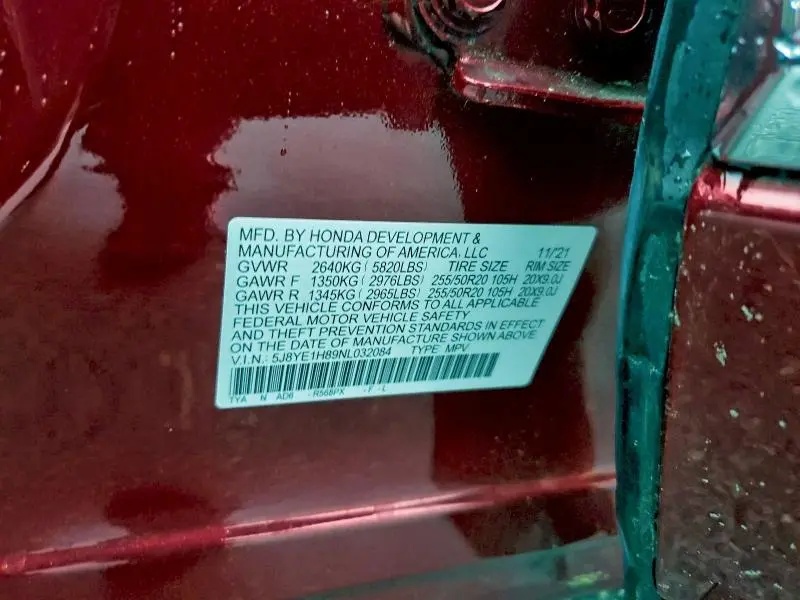 MFD. BY HONDA DEVELOPMENT &
MANUFACTURING OF AMERICA, LLC 11/21
GVWR 2640KG ( 5820LBS) TIRE SIZE RIM SIZE
GAWR F 1350KG ( 2976LBS) 255/50R20 105H 20X9.0J
GAWR R 1345KG ( 2965LBS) 255/50R20 105H 20X9.0J
THIS VEHICLE CONFORMS TO ALL APPLICABLE
FEDERAL MOTOR VEHICLE SAFETY
AND THEFT PREVENTION STANDARDS IN EFFECT
ON THE DATE OF MANUFACTURE SHOWN ABOVE.
V.I.N.: 5J8YE1H89NL032084 TYPE: MPV
TYA N AD6 -R568PX -F-L